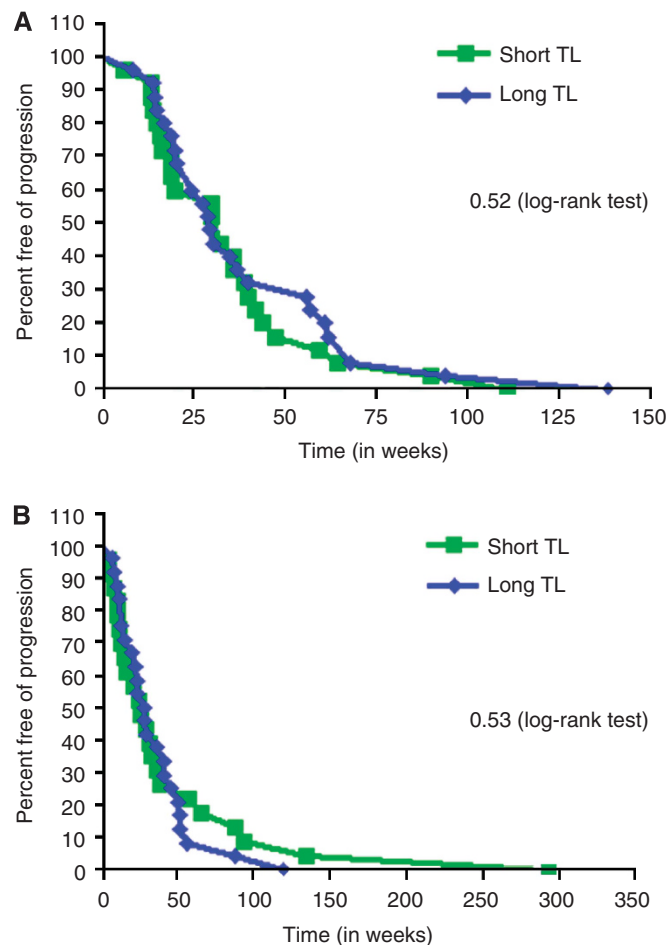 A
110
100
90
80
70
60
50
40
30
20
10
0
Percent free of progression
Short TL
Long TL
0.52 (log-rank test)
0 25 50 75 100 125 150
Time (in weeks)
B
110
100
90
80
70
60
50
40
30
20
10
0
Percent free of progression
Short TL
Long TL
0.53 (log-rank test)
0 50 100 150 200 250 300 350
Time (in weeks)